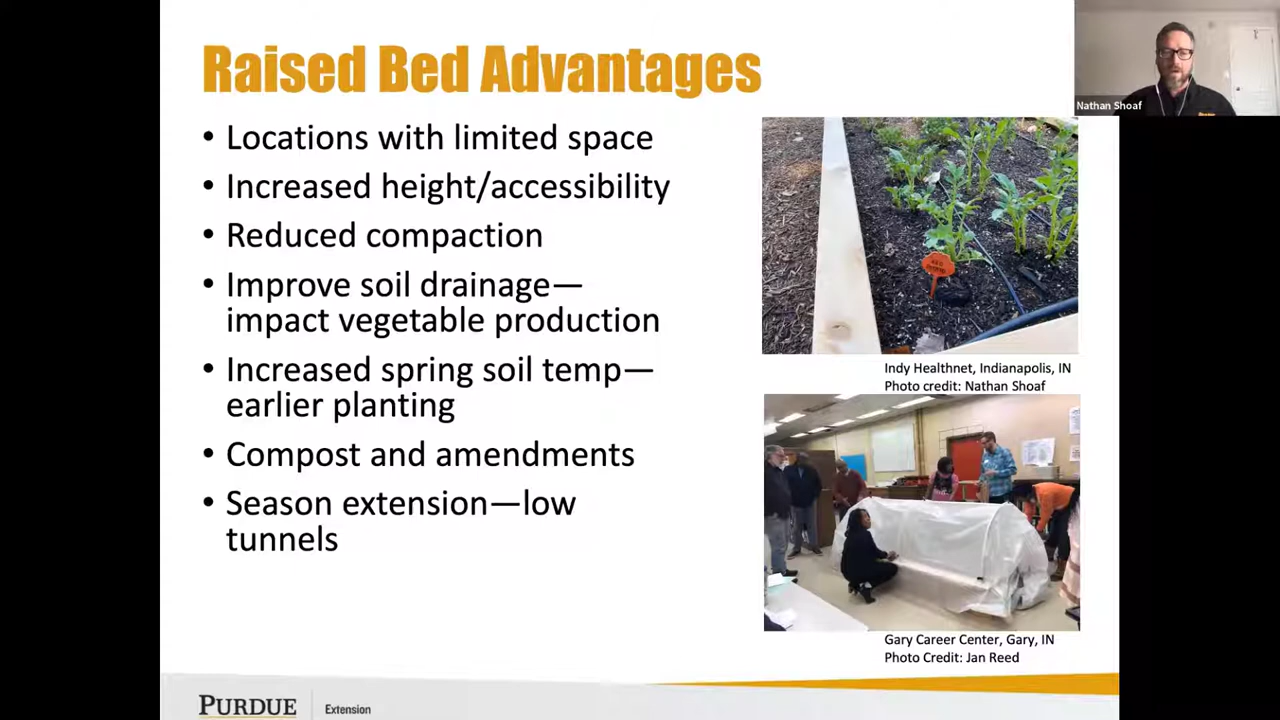 Raised Bed Advantages
Nathan Shoaf
• Locations with limited space
• Increased height/accessibility
• Reduced compaction
• Improve soil drainage—
impact vegetable production
• Increased spring soil temp—
earlier planting
• Compost and amendments
• Season extension—low
tunnels
Indy Healthnet, Indianapolis, IN
Photo credit: Nathan Shoaf
Gary Career Center, Gary, IN
Photo Credit: Jan Reed
PURDUE
Extension